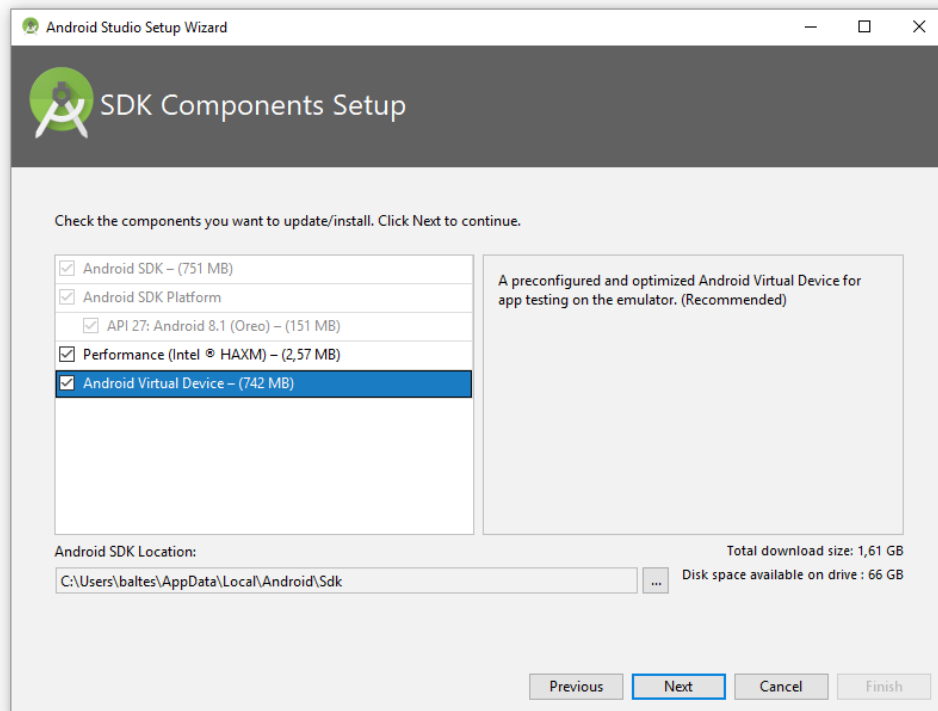 Android Studio Setup Wizard
SDK Components Setup
Check the components you want to update/install. Click Next to continue.
Android SDK – (751 MB)
Android SDK Platform
API 27: Android 8.1 (Oreo) – (151 MB)
Performance (Intel ® HAXM) – (2,57 MB)
Android Virtual Device – (742 MB)
A preconfigured and optimized Android Virtual Device for
app testing on the emulator. (Recommended)
Android SDK Location:
C:\Users\baltes\AppData\Local\Android\Sdk
...
Total download size: 1,61 GB
Disk space available on drive : 66 GB
Previous
Next
Cancel
Finish